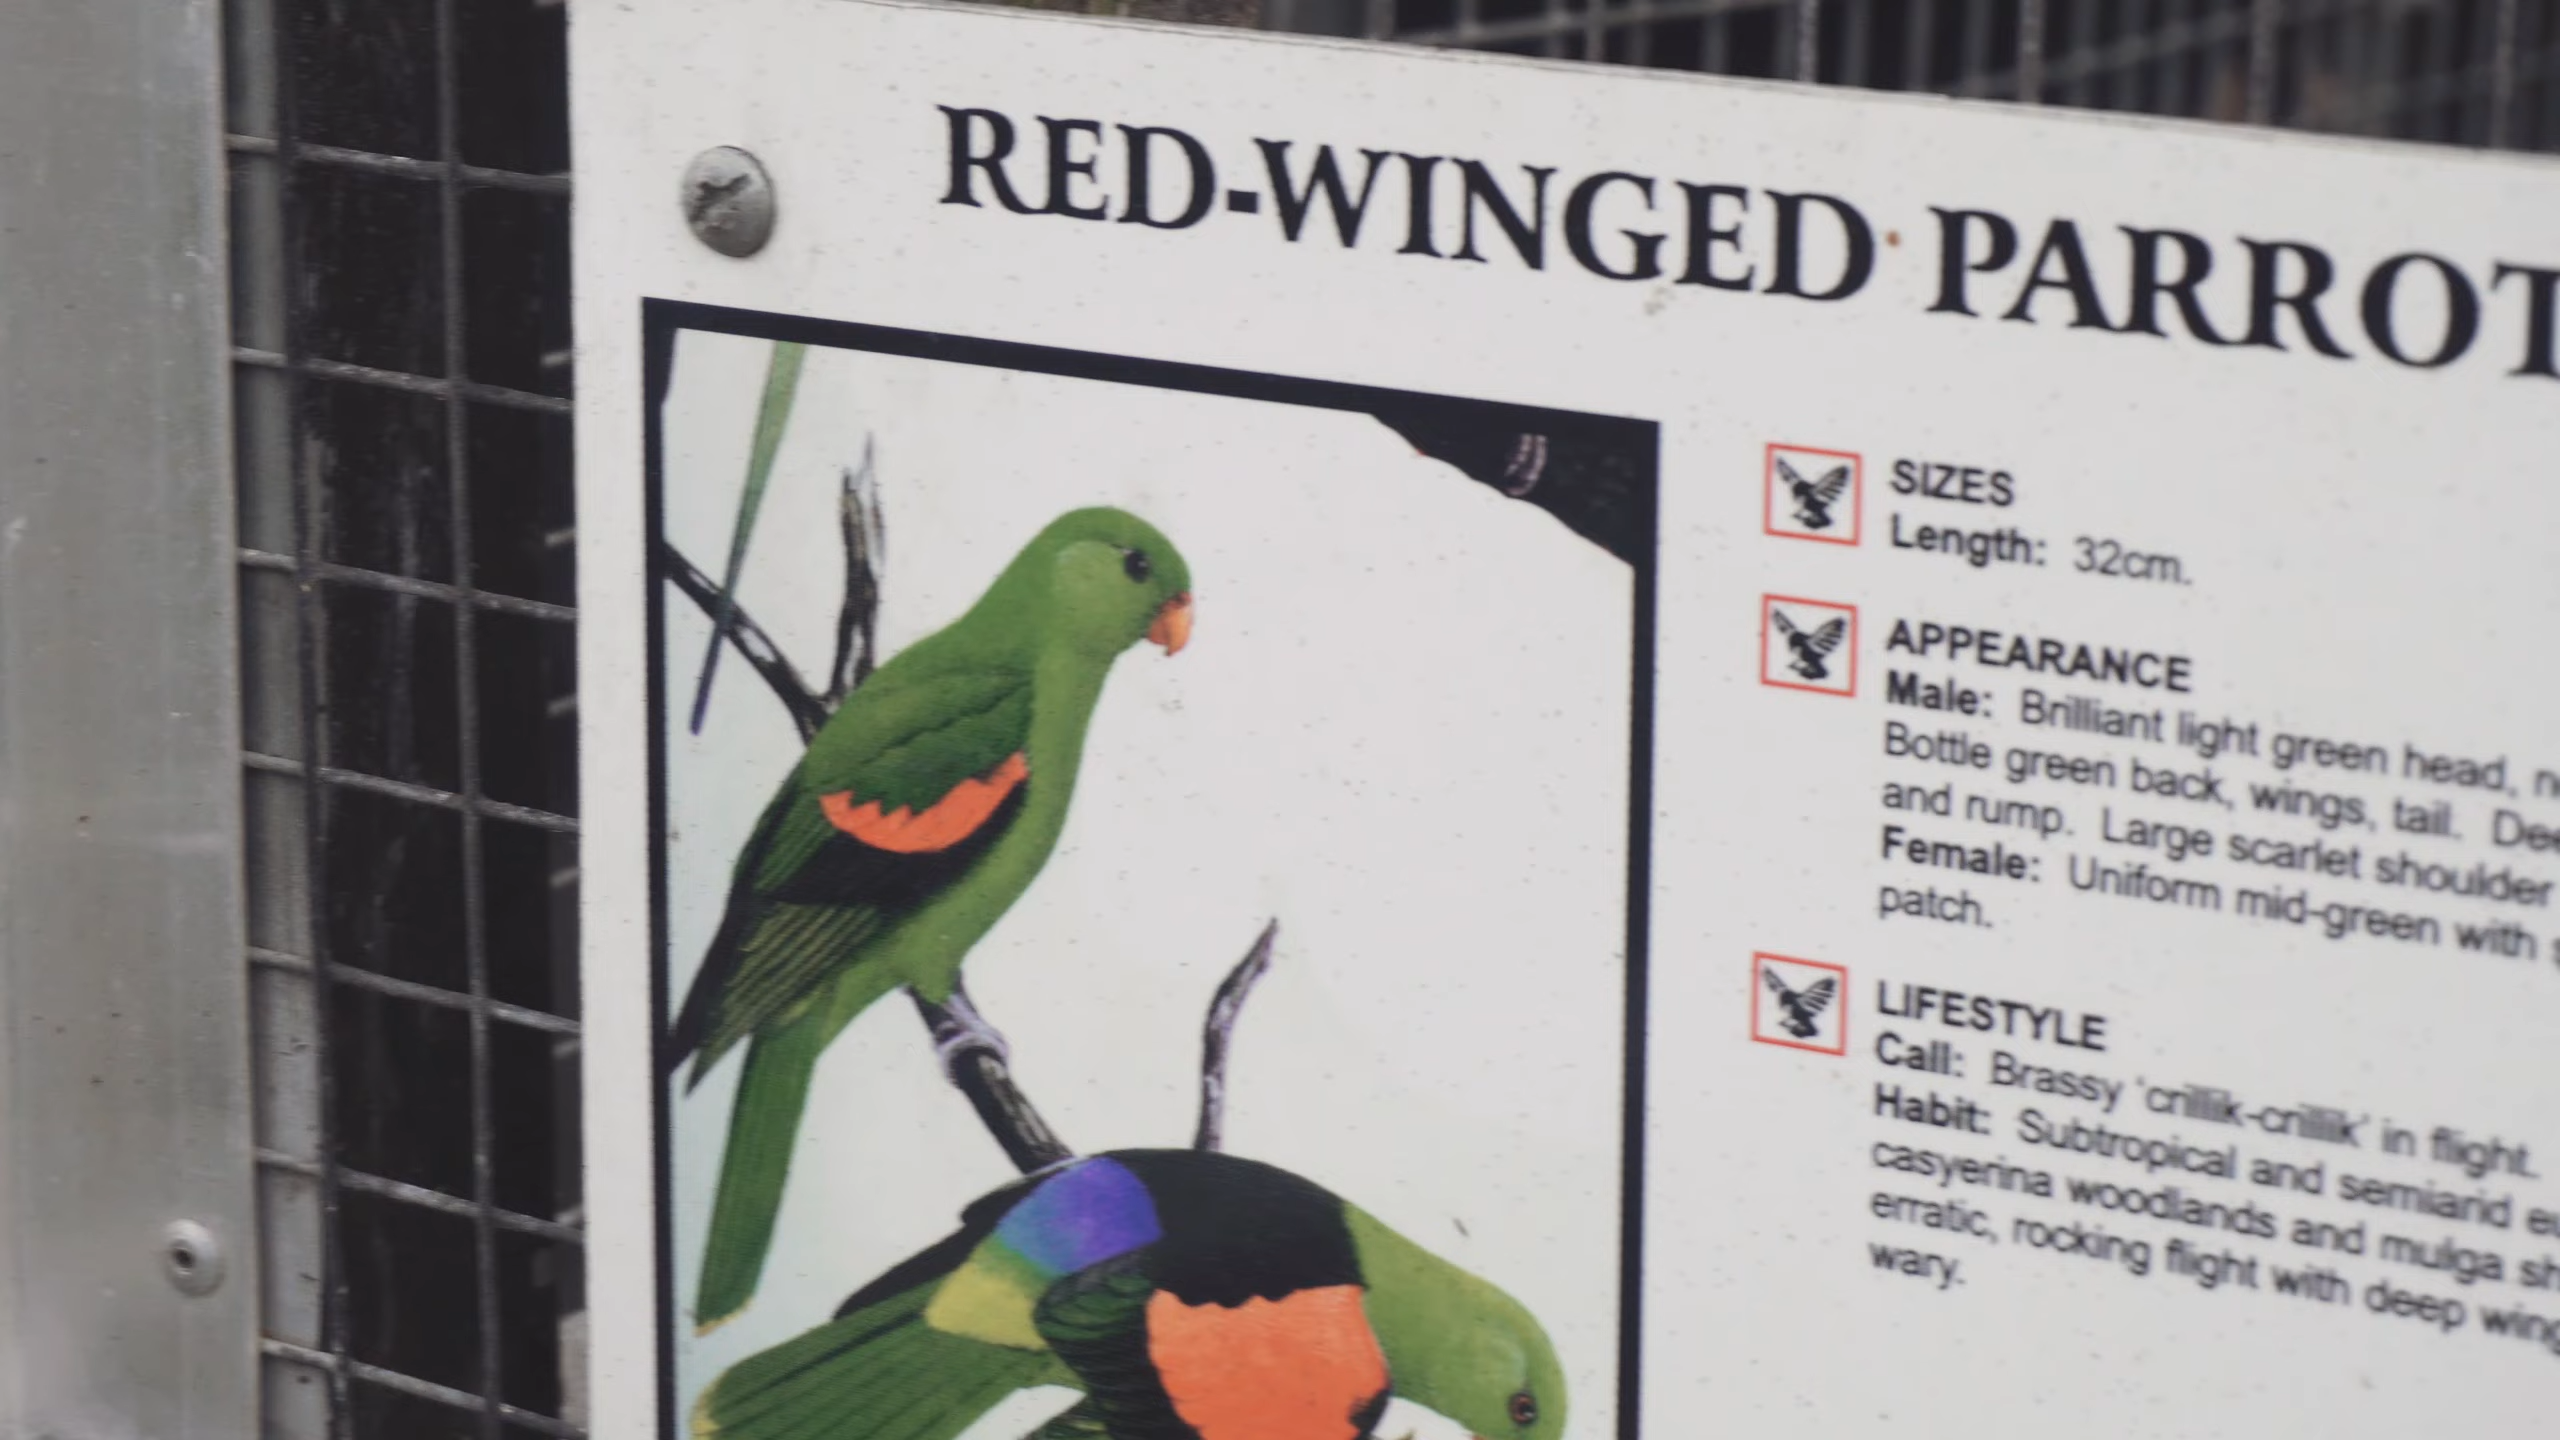 RED-WINGED PARROT
SIZES
Length: 32cm.
APPEARANCE
Male: Brilliant light green head,
Bottle green back, wings, tail.
and rump. Large scarlet shoulder
Female: Uniform mid-green with
patch.
LIFESTYLE
Call: Brassy 'crillik-crillik' in flight.
Habit: Subtropical and semiarid
casyerina woodlands and mulga
erratic, rocking flight with deep
wary.